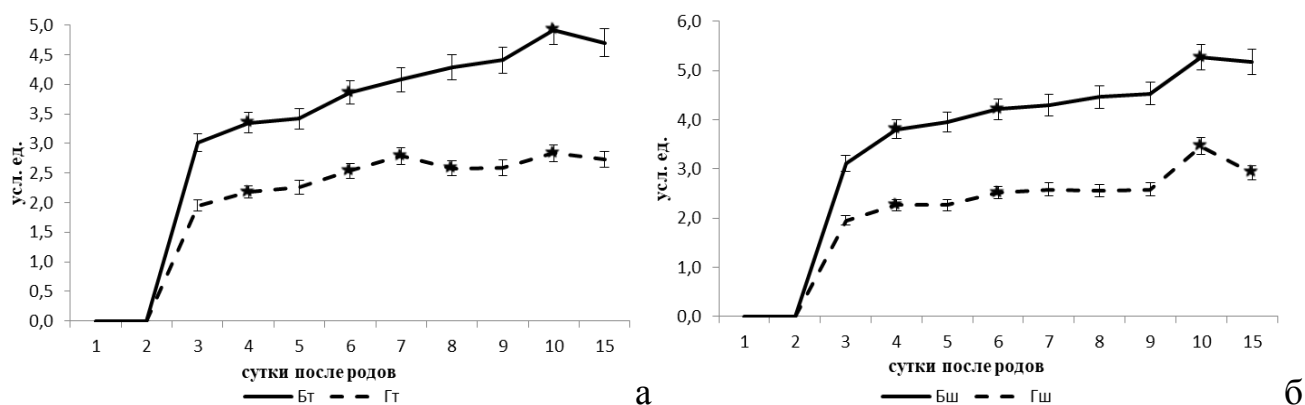 усл. ед.
5,0
4,5
4,0
3,5
3,0
2,5
2,0
1,5
1,0
0,5
0,0
1 2 3 4 5 6 7 8 9 10 15
сутки после родов
Бт Гт
а
усл. ед.
6,0
5,0
4,0
3,0
2,0
1,0
0,0
1 2 3 4 5 6 7 8 9 10 15
сутки после родов
Бш Гш
б